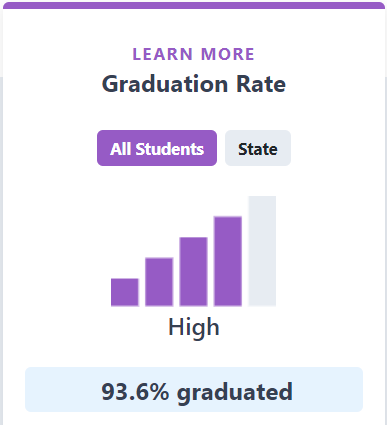 LEARN MORE
Graduation Rate
All Students State
High
93.6% graduated